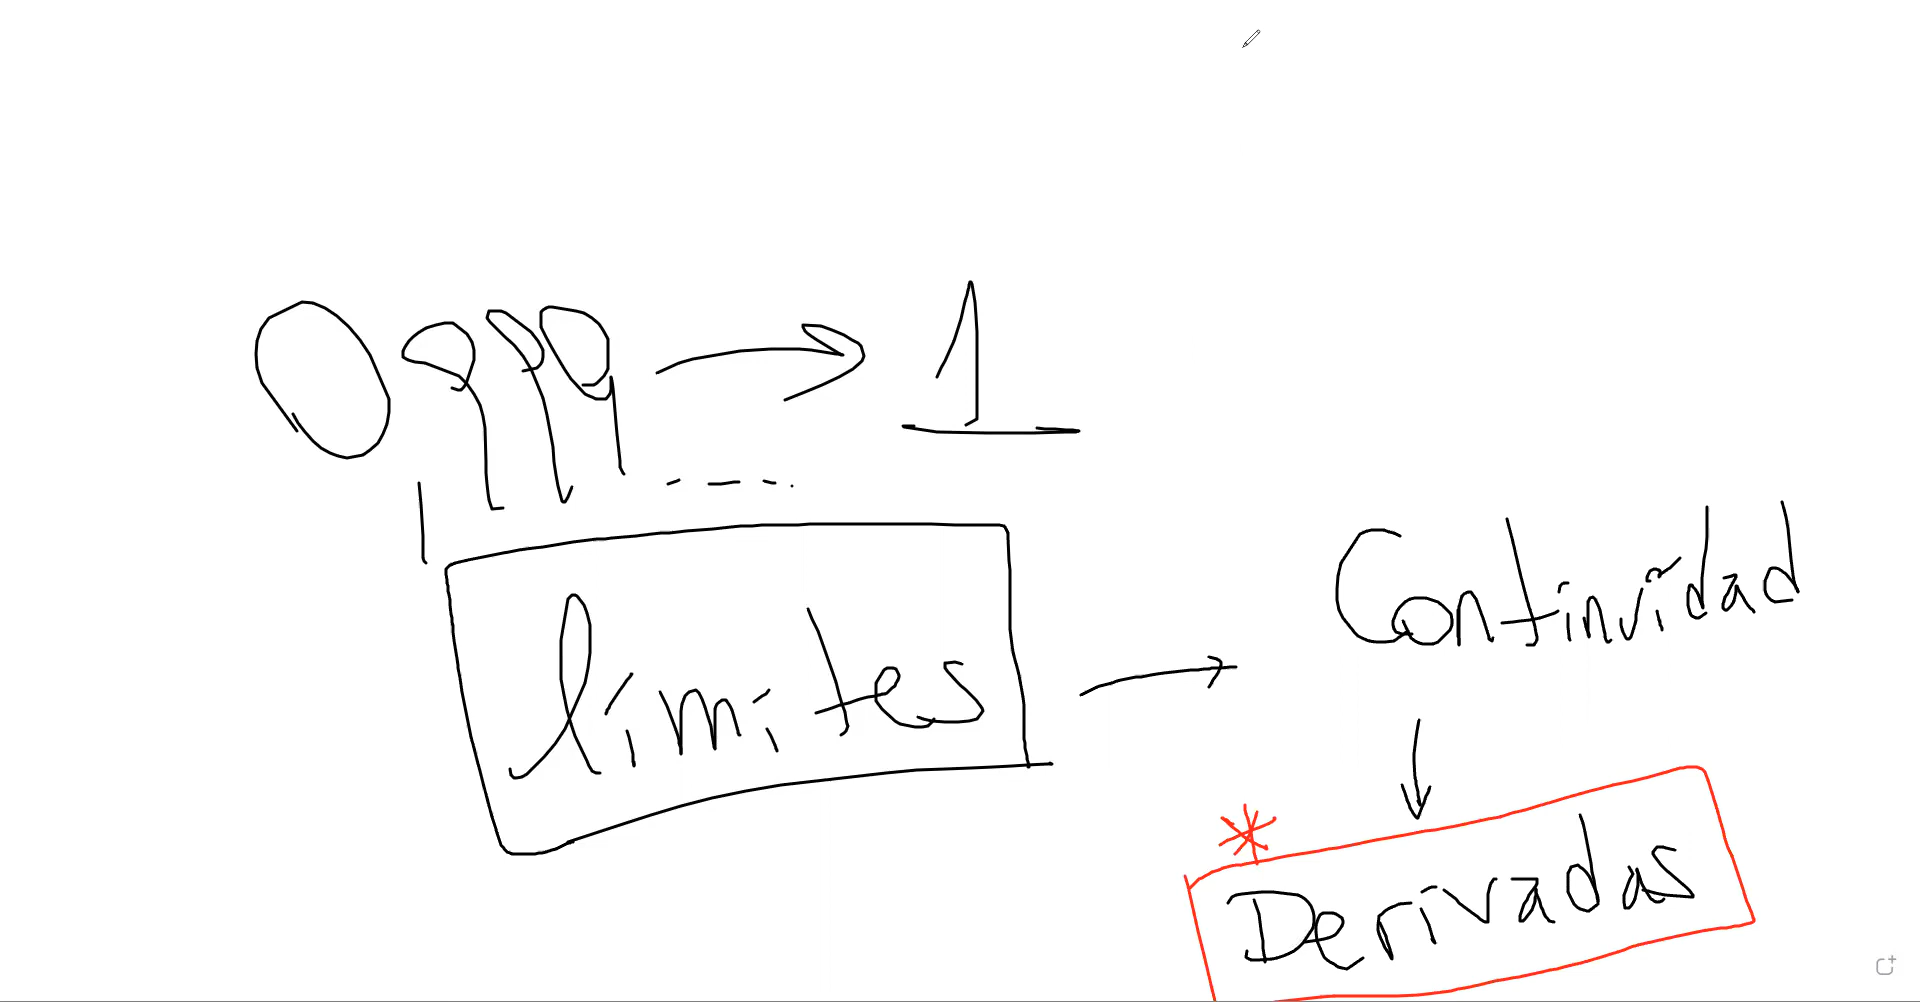 0,999 → 1
límites → Continuidad
* Derivadas